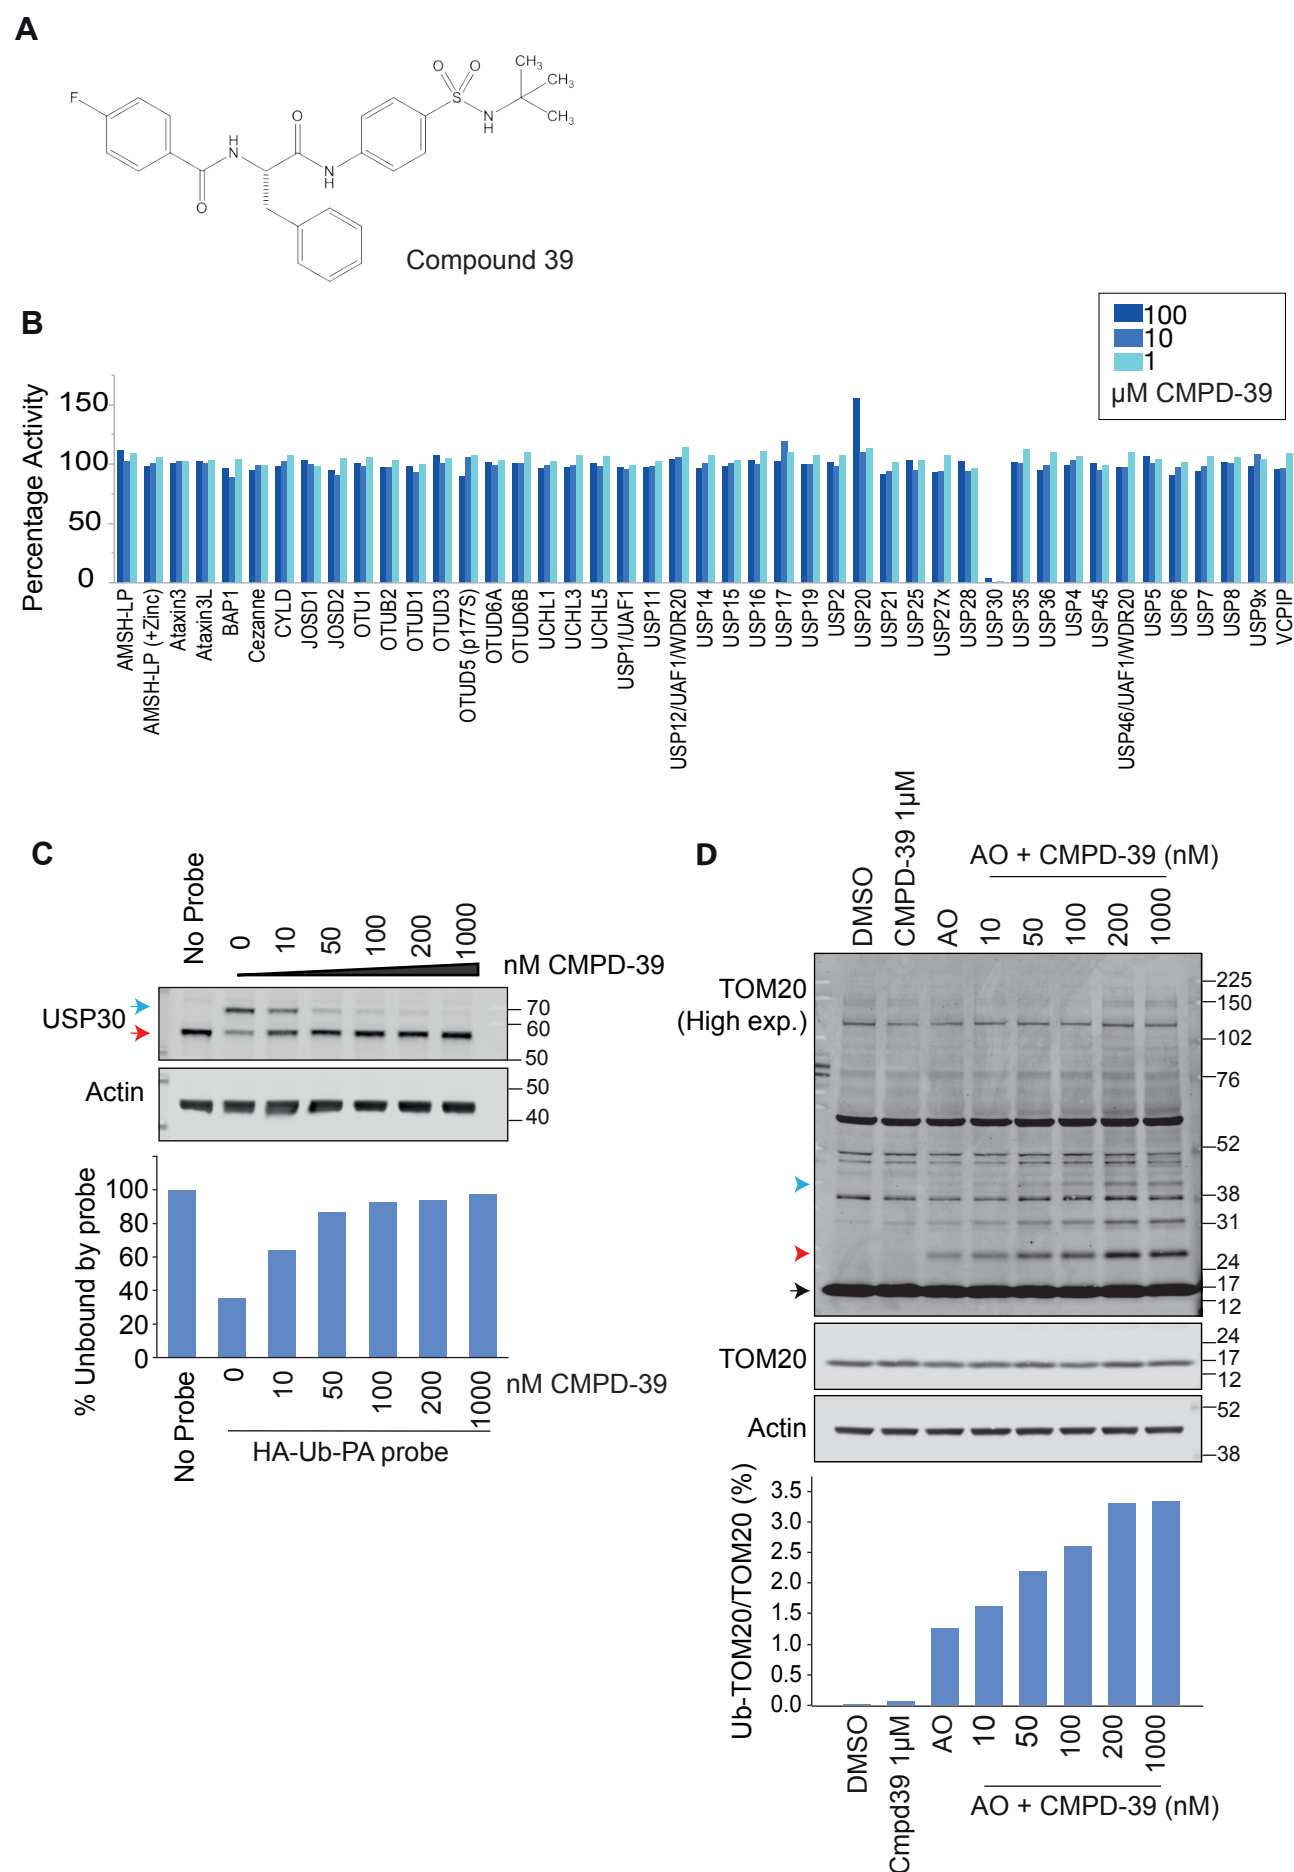 A
F
O
H
N
O
N
H
O
O
S
N
H
CH3
CH3
CH3
Compound 39
B
100
10
1
µM CMPD-39
Percentage Activity
150
100
50
0
AMSH-LP
AMSH-LP (+Zinc)
Ataxin3
Ataxin3L
BAP1
Cezanne
CYLD
JOSD1
JOSD2
OTU1
OTUB2
OTUD1
OTUD3
OTUD5 (p177S)
OTUD6A
OTUD6B
UCHL1
UCHL3
UCHL5
USP1/UAF1
USP11
USP12/UAF1/WDR20
USP14
USP15
USP16
USP17
USP19
USP2
USP20
USP21
USP25
USP27x
USP28
USP30
USP35
USP36
USP4
USP45
USP46/UAF1/WDR20
USP5
USP6
USP7
USP8
USP9x
VCPIP
C
No Probe
0
10
50
100
200
1000
nM CMPD-39
USP30
70
60
50
Actin
50
40
% Unbound by probe
100
80
60
40
20
0
No Probe
0
10
50
100
200
1000
nM CMPD-39
HA-Ub-PA probe
D
DMSO
CMPD-39 1µM
AO
AO + CMPD-39 (nM)
10
50
100
200
1000
TOM20
(High exp.)
225
150
102
76
52
38
31
24
17
12
TOM20
24
17
12
Actin
52
38
Ub-TOM20/TOM20 (%)
3.5
3.0
2.5
2.0
1.5
1.0
0.5
0.0
DMSO
Cmpd39 1µM
AO
10
50
100
200
1000
AO + CMPD-39 (nM)